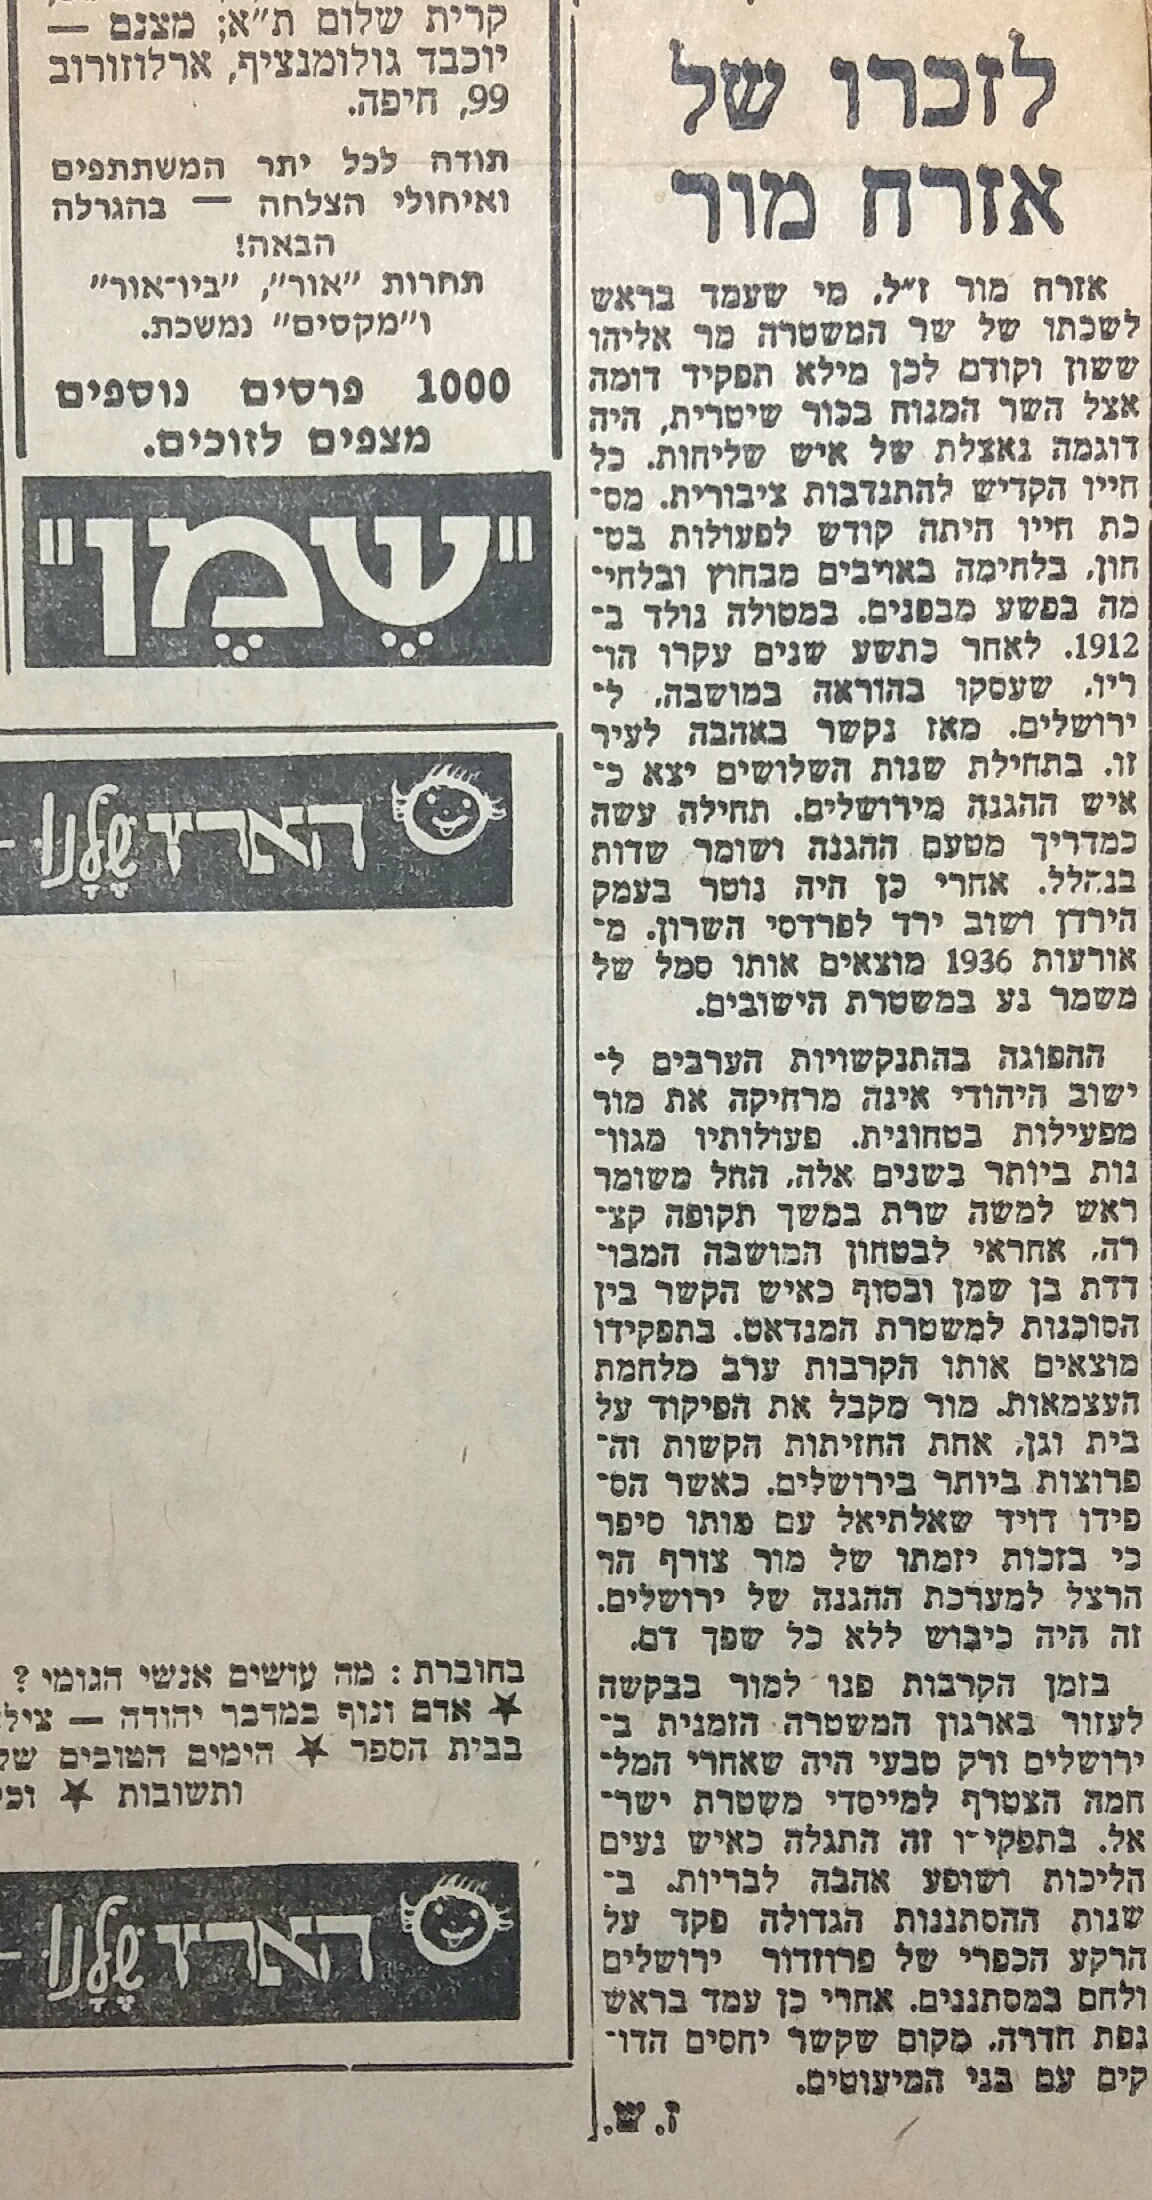 לזכרו של
אזרח מור
אזרח מור ז״ל, מי שעמד בראש
לשכתו של שר המשטרה מר אליהו
ששון וקודם לכן מילא תפקיד דומה
אצל השר המנוח בכור שיטרית, היה
דוגמה נאצלת של איש שליחות. כל
חייו הקדיש להתנדבות ציבורית. מס־
כת חייו היתה קודש לפעולות בט־
חון, בלחימה באויבים מבחוץ ובלחי־
מה בפשע מבפנים. במטולה נולד ב־
1912. לאחר כתשע שנים עקרו הו־
ריו, שעסקו בהוראה במושבה, ל־
ירושלים. מאז נקשר באהבה לעיר
זו. בתחילת שנות השלושים יצא כ־
איש ההגנה מירושלים. תחילה עשה
כמדריך מטעם ההגנה ושומר שדות
בנהלל. אחרי כן היה נוטר בעמק
הירדן ושוב ירד לפרדסי השרון. מ־
אורעות 1936 מוצאים אותו סמל של
משמר נע במשטרת הישובים.
ההפוגה בהתנקשויות הערבים ל־
ישוב היהודי אינה מרחיקה את מור
מפעילות בטחונית. פעולותיו מגוו־
נות ביותר בשנים אלה, החל משומר
ראש למשה שרת במשך תקופה קצ־
רה, אחראי לבטחון המושבה המבו־
דדת בן שמן ובסוף כאיש הקשר בין
הסוכנות למשטרת המנדאט. בתפקידו
מוצאים אותו הקרבות ערב מלחמת
העצמאות. מור מקבל את הפיקוד על
בית וגן, אחת החזיתות הקשות וה־
פרוצות ביותר בירושלים. כאשר הס־
פידו דויד שאלתיאל עם מותו סיפר
כי בזכות יזמתו של מור צורף הר
הרצל למערכת ההגנה של ירושלים.
זה היה כיבוש ללא כל שפך דם.
בזמן הקרבות פנו למור בבקשה
לעזור בארגון המשטרה הזמנית ב־
ירושלים ורק טבעי היה שאחרי המל־
חמה הצטרף למייסדי משטרת ישר־
אל. בתפקי־ו זה התגלה כאיש נעים
הליכות ושופע אהבה לבריות. ב־
שנות ההסתננות הגדולה פקד על
הרקע הכפרי של פרוזדור ירושלים
ולחם במסתננים. אחרי כן עמד בראש
נפת חדרה, מקום שקשר יחסים הדו־
קים עם בני המיעוטים.
ז. ש.
קרית שלום ת״א; מצנם —
יוכבד גולומנציף, ארלוזורוב
99, חיפה.
תודה לכל יתר המשתתפים
ואיחולי הצלחה — בהגרלה
הבאה!
תחרות ״אור״, ״ביו־אור״
ו״מקסים״ נמשכת.
1000 פרסים נוספים
מצפים לזוכים.
״שֶׁמֶן״
הארץ שֶׁלָּנוּ —
בחוברת : מה עושים אנשי הגומי ?
★ אדם ונוף במדבר יהודה — ציל
בבית הספר ★ הימים הטובים של
ותשובות ★ וכ
הארץ שֶׁלָּנוּ —